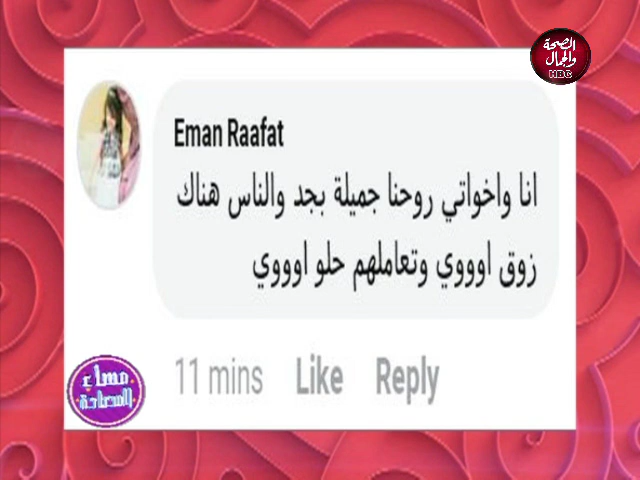 الصحة
والجمال
HBC
Eman Raafat
انا واخواتي روحنا جميلة بجد والناس هناك
زوق اوووي وتعاملهم حلو اوووي
11 mins Like Reply
مساء
السعادة